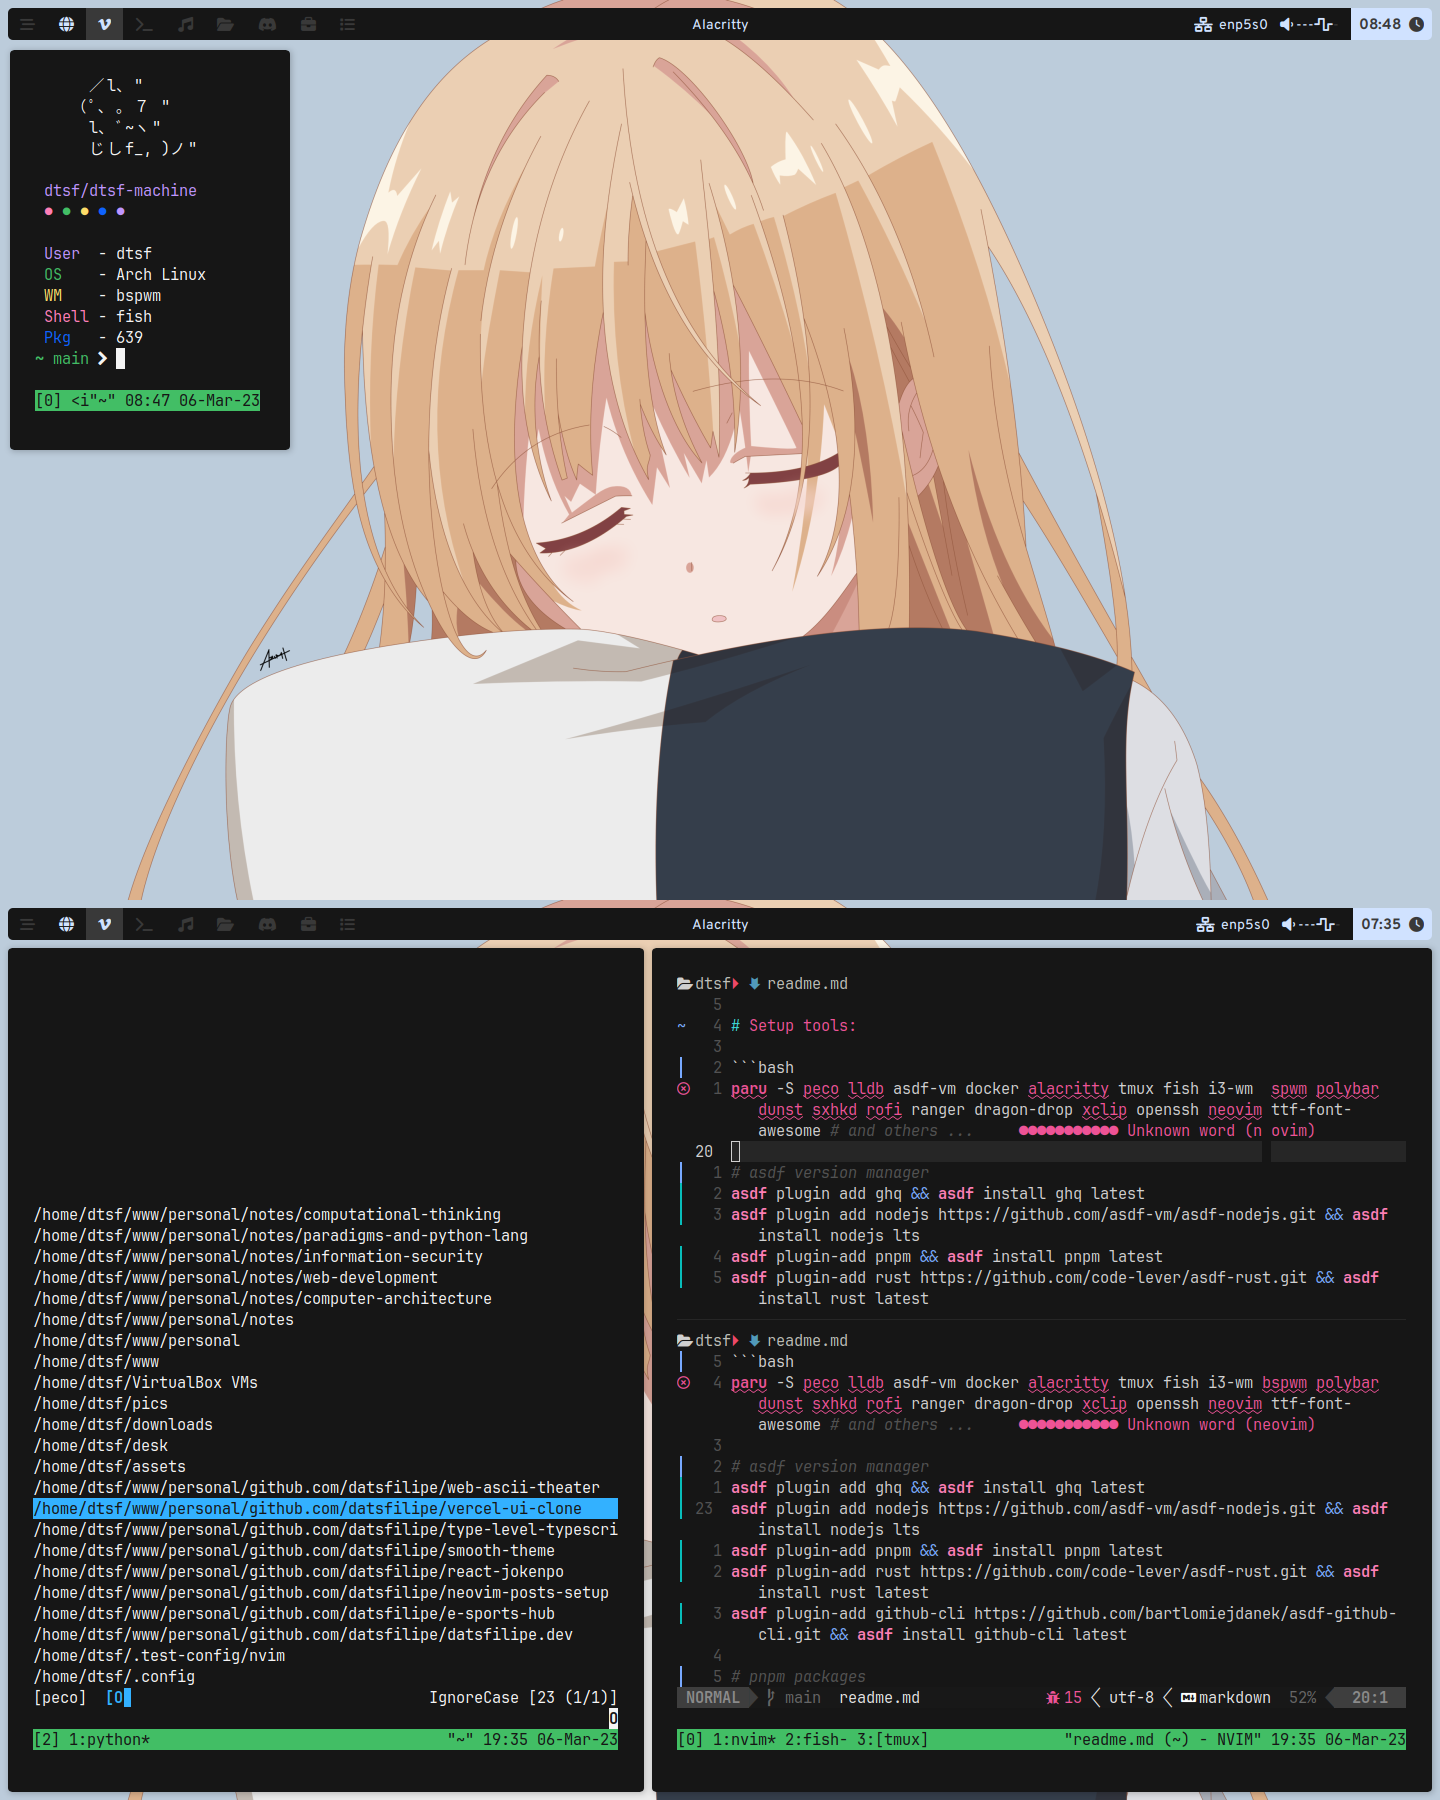 Alacritty
enp5s0
08:48
／l、"
(ﾟ、 。7 "
l、ﾞ~ヽ"
じしf_, )ノ"
dtsf/dtsf-machine
User - dtsf
OS - Arch Linux
WM - bspwm
Shell - fish
Pkg - 639
~ main ❯
[0] <i"~" 08:47 06-Mar-23
Alacritty
enp5s0
07:35
/home/dtsf/www/personal/notes/computational-thinking
/home/dtsf/www/personal/notes/paradigms-and-python-lang
/home/dtsf/www/personal/notes/information-security
/home/dtsf/www/personal/notes/web-development
/home/dtsf/www/personal/notes/computer-architecture
/home/dtsf/www/personal/notes
/home/dtsf/www/personal
/home/dtsf/www
/home/dtsf/VirtualBox VMs
/home/dtsf/pics
/home/dtsf/downloads
/home/dtsf/desk
/home/dtsf/assets
/home/dtsf/www/personal/github.com/datsfilipe/web-ascii-theater
/home/dtsf/www/personal/github.com/datsfilipe/vercel-ui-clone
/home/dtsf/www/personal/github.com/datsfilipe/type-level-typescri
/home/dtsf/www/personal/github.com/datsfilipe/smooth-theme
/home/dtsf/www/personal/github.com/datsfilipe/react-jokenpo
/home/dtsf/www/personal/github.com/datsfilipe/neovim-posts-setup
/home/dtsf/www/personal/github.com/datsfilipe/e-sports-hub
/home/dtsf/www/personal/github.com/datsfilipe/datsfilipe.dev
/home/dtsf/.test-config/nvim
/home/dtsf/.config
[peco] [O IgnoreCase [23 (1/1)]
O
[2] 1:python* "~" 19:35 06-Mar-23
dtsf readme.md
5
~ 4 # Setup tools:
3
2 ```bash
1 paru -S peco lldb asdf-vm docker alacritty tmux fish i3-wm spwm polybar
dunst sxhkd rofi ranger dragon-drop xclip openssh neovim ttf-font-
awesome # and others ... ●●●●●●●●●●● Unknown word (n ovim)
20
1 # asdf version manager
2 asdf plugin add ghq && asdf install ghq latest
3 asdf plugin add nodejs https://github.com/asdf-vm/asdf-nodejs.git && asdf
install nodejs lts
4 asdf plugin-add pnpm && asdf install pnpm latest
5 asdf plugin-add rust https://github.com/code-lever/asdf-rust.git && asdf
install rust latest
dtsf readme.md
5 ```bash
4 paru -S peco lldb asdf-vm docker alacritty tmux fish i3-wm bspwm polybar
dunst sxhkd rofi ranger dragon-drop xclip openssh neovim ttf-font-
awesome # and others ... ●●●●●●●●●●● Unknown word (neovim)
3
2 # asdf version manager
1 asdf plugin add ghq && asdf install ghq latest
23 asdf plugin add nodejs https://github.com/asdf-vm/asdf-nodejs.git && asdf
install nodejs lts
1 asdf plugin-add pnpm && asdf install pnpm latest
2 asdf plugin-add rust https://github.com/code-lever/asdf-rust.git && asdf
install rust latest
3 asdf plugin-add github-cli https://github.com/bartlomiejdanek/asdf-github-
cli.git && asdf install github-cli latest
4
5 # pnpm packages
NORMAL main readme.md 15 utf-8 markdown 52% 20:1
[0] 1:nvim* 2:fish- 3:[tmux] "readme.md (~) - NVIM" 19:35 06-Mar-23